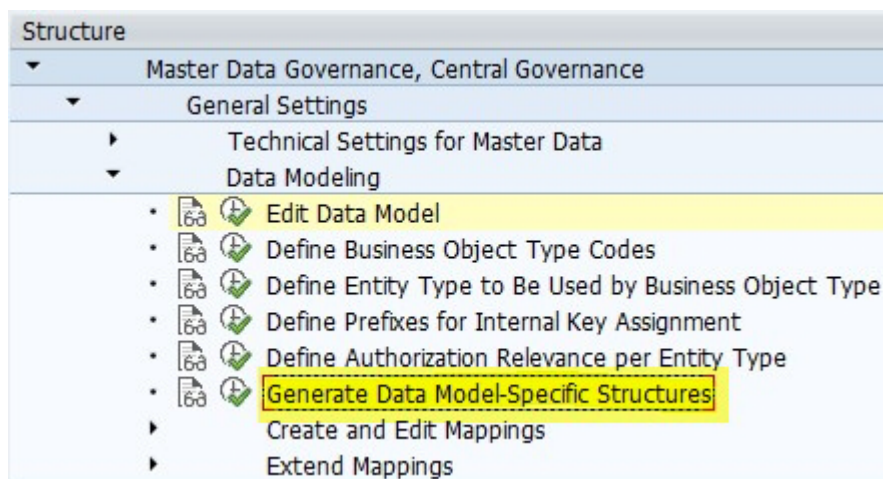 Structure
Master Data Governance, Central Governance
General Settings
Technical Settings for Master Data
Data Modeling
Edit Data Model
Define Business Object Type Codes
Define Entity Type to Be Used by Business Object Type
Define Prefixes for Internal Key Assignment
Define Authorization Relevance per Entity Type
Generate Data Model-Specific Structures
Create and Edit Mappings
Extend Mappings